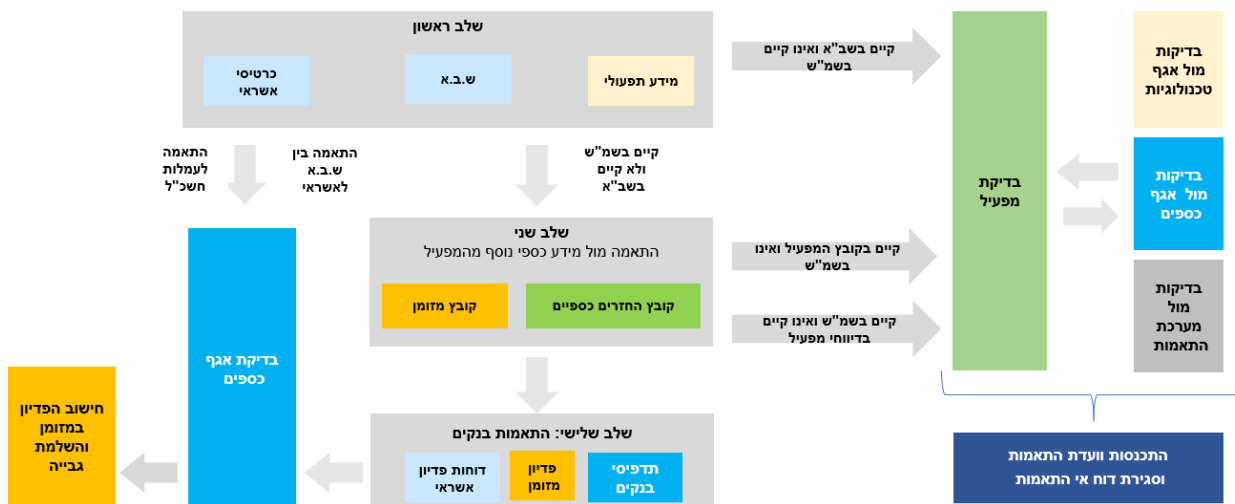 שלב ראשון
מידע תפעולי
ש.ב.א
כרטיסי
אשראי
קיים בשב"א ואינו קיים
בשמ"ש
בדיקות
מול אגף
טכנולוגיות
בדיקות
מול אגף
כספים
בדיקות
מול
מערכת
התאמות
בדיקת
מפעיל
קיים בשמ"ש
ולא קיים
בשב"א
התאמה בין
ש.ב.א
לאשראי
התאמה
לעמלות
חשכ"ל
שלב שני
התאמה מול מידע כספי נוסף מהמפעיל
קובץ החזרים כספיים
קובץ מזומן
קיים בקובץ המפעיל ואינו
בשמ"ש
קיים בשמ"ש ואינו קיים
בדיווחי מפעיל
בדיקת אגף
כספים
שלב שלישי: התאמות בנקים
תדפיסי
בנקים
פדיון
מזומן
דוחות פדיון
אשראי
חישוב הפדיון
במזומן
והשלמת
גבייה
התכנסות וועדת התאמות
וסגירת דוח אי התאמות